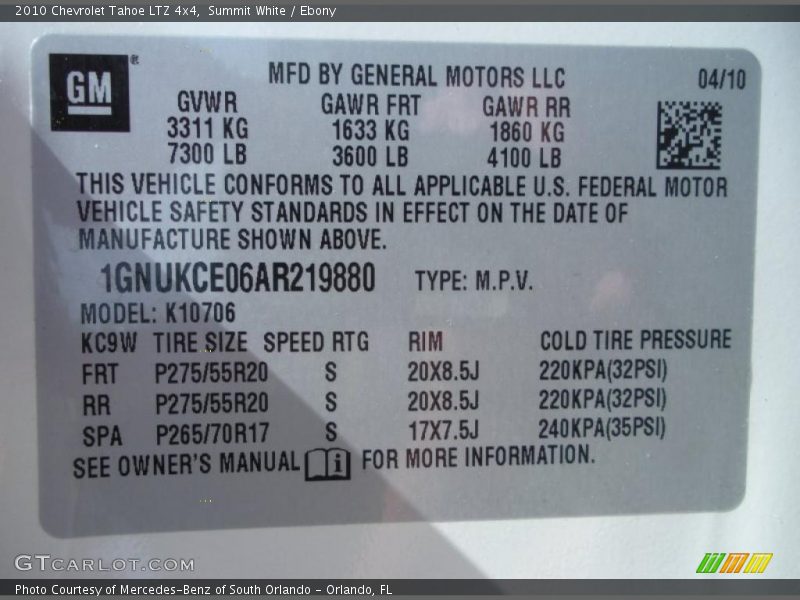 2010 Chevrolet Tahoe LTZ 4x4, Summit White / Ebony
GM®
MFD BY GENERAL MOTORS LLC 04/10
GVWR GAWR FRT GAWR RR
3311 KG 1633 KG 1860 KG
7300 LB 3600 LB 4100 LB
THIS VEHICLE CONFORMS TO ALL APPLICABLE U.S. FEDERAL MOTOR
VEHICLE SAFETY STANDARDS IN EFFECT ON THE DATE OF
MANUFACTURE SHOWN ABOVE.
1GNUKCE06AR219880 TYPE: M.P.V.
MODEL: K10706
KC9W TIRE SIZE SPEED RTG RIM COLD TIRE PRESSURE
FRT P275/55R20 S 20X8.5J 220KPA(32PSI)
RR P275/55R20 S 20X8.5J 220KPA(32PSI)
SPA P265/70R17 S 17X7.5J 240KPA(35PSI)
SEE OWNER'S MANUAL i FOR MORE INFORMATION.
GTCARLOT.COM
Photo Courtesy of Mercedes-Benz of South Orlando - Orlando, FL